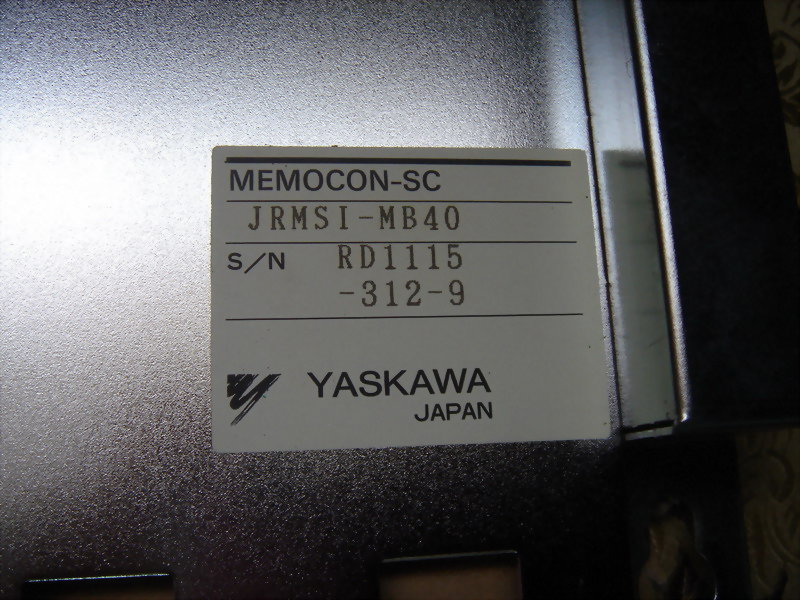 MEMOCON-SC
JRMSI-MB40
S/N RD1115
-312-9
YASKAWA
JAPAN